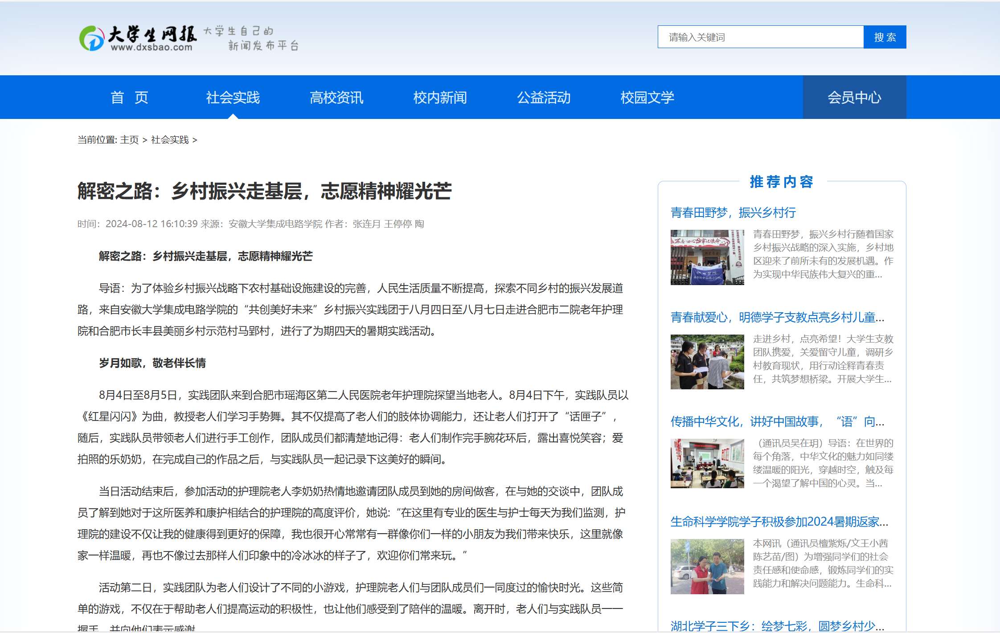 大学生网报
www.dxsbao.com
大学生自己的
新闻发布平台
请输入关键词
搜 索
首 页
社会实践
高校资讯
校内新闻
公益活动
校园文学
会员中心
当前位置: 主页 > 社会实践 >
解密之路：乡村振兴走基层，志愿精神耀光芒
时间：2024-08-12 16:10:39 来源：安徽大学集成电路学院 作者：张连月 王停停 陶
解密之路：乡村振兴走基层，志愿精神耀光芒
导语：为了体验乡村振兴战略下农村基础设施建设的完善，人民生活质量不断提高，探索不同乡村的振兴发展道
路，来自安徽大学集成电路学院的“共创美好未来”乡村振兴实践团于八月四日至八月七日走进合肥市二院老年护理
院和合肥市长丰县美丽乡村示范村马郢村，进行了为期四天的暑期实践活动。
岁月如歌，敬老伴长情
8月4日至8月5日，实践团队来到合肥市瑶海区第二人民医院老年护理院探望当地老人。8月4日下午，实践队员以
《红星闪闪》为曲，教授老人们学习手势舞。其不仅提高了老人们的肢体协调能力，还让老人们打开了“话匣子”，
随后，实践队员带领老人们进行手工创作，团队成员们都清楚地记得：老人们制作完手腕花环后，露出喜悦笑容；爱
拍照的乐奶奶，在完成自己的作品之后，与实践队员一起记录下这美好的瞬间。
当日活动结束后，参加活动的护理院老人李奶奶热情地邀请团队成员到她的房间做客，在与她的交谈中，团队成
员了解到她对于这所医养和康护相结合的护理院的高度评价，她说:“在这里有专业的医生与护士每天为我们监测，护
理院的建设不仅让我的健康得到更好的保障，我也很开心常常有一群像你们一样的小朋友为我们带来快乐，这里就像
家一样温暖，再也不像过去那样人们印象中的冷冰冰的样子了，欢迎你们常来玩。”
活动第二日，实践团队为老人们设计了不同的小游戏，护理院老人们与团队成员们一同度过的愉快时光。这些简
单的游戏，不仅在于帮助老人们提高运动的积极性，也让他们感受到了陪伴的温暖。离开时，老人们与实践队员一一
握手，并向他们表示感谢
推荐内容
青春田野梦，振兴乡村行
不忘初心 牢记使命
青春田野梦，振兴乡村行随着国家
乡村振兴战略的深入实施，乡村地
区迎来了前所未有的发展机遇。作
为实现中华民族伟大复兴的重...
青春献爱心，明德学子支教点亮乡村儿童...
走进乡村，点亮希望！大学生支教
团队携爱，关爱留守儿童，调研乡
村教育现状，用行动诠释青春责
任，共筑梦想桥梁。开展大学生...
传播中华文化，讲好中国故事，“语”向...
（通讯员吴在玥）导语：在世界的
每个角落，中华文化的魅力如同缕
缕温暖的阳光，穿越时空，触及每
一个渴望了解中国的心灵。当...
生命科学学院学子积极参加2024暑期返家...
本网讯（通讯员檀紫烁/文王小茜
陈艺苗/图）为增强同学们的社会
责任感和使命感，锻炼同学们的实
践能力和解决问题能力。生命科...
湖北学子三下乡：绘梦七彩，圆梦乡村少...